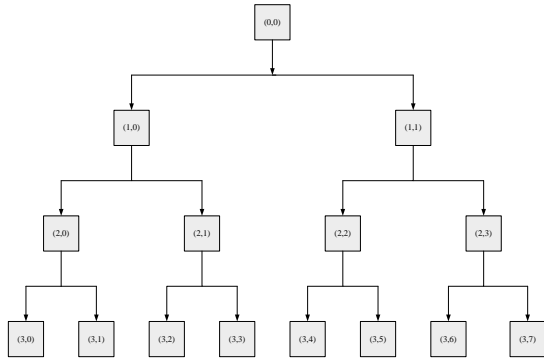 (0,0)
(1,0) (1,1)
(2,0) (2,1) (2,2) (2,3)
(3,0) (3,1) (3,2) (3,3) (3,4) (3,5) (3,6) (3,7)